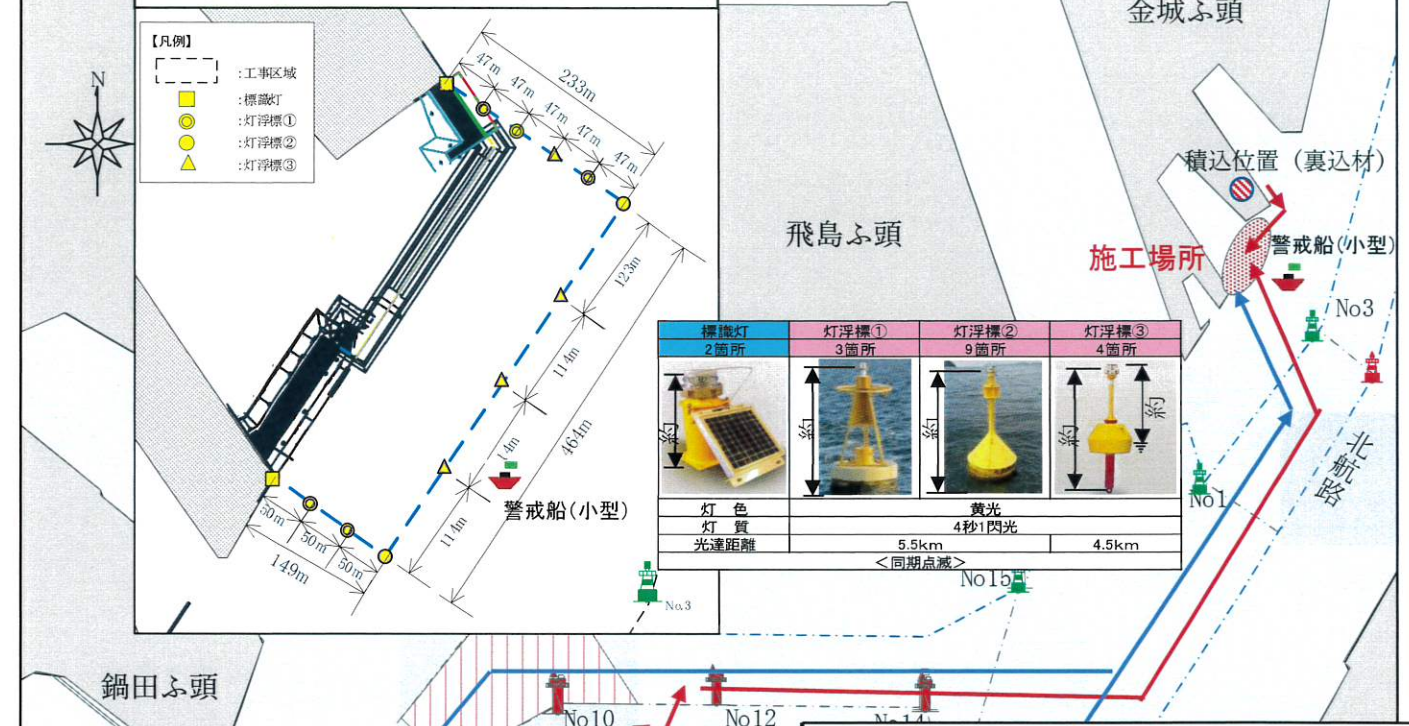 【凡例】
:工事区域
:標識灯
:灯浮標①
:灯浮標②
:灯浮標③
N
47m
47m
47m
47m
47m
233m
123m
114m
14m
114m
464m
50m
50m
50m
149m
警戒船(小型)
No.3
金城ふ頭
飛島ふ頭
積込位置（裏込材）
施工場所
警戒船(小型)
No3
No1
北航路
標識灯 灯浮標① 灯浮標② 灯浮標③
2箇所 3箇所 9箇所 4箇所
約 約 約 約 約
灯 色 黄光
灯 質 4秒1閃光
光達距離 5.5km 4.5km
＜同期点滅＞
No15
鍋田ふ頭
No10
No12
No14